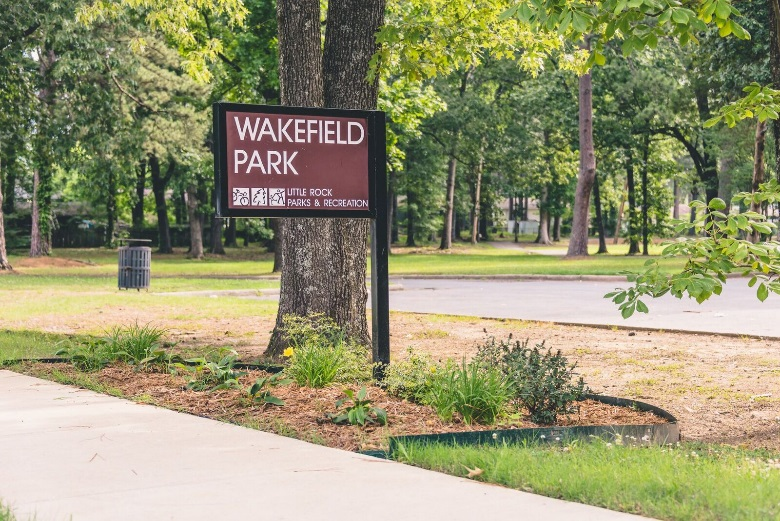 WAKEFIELD
PARK
LITTLE ROCK
PARKS & RECREATION